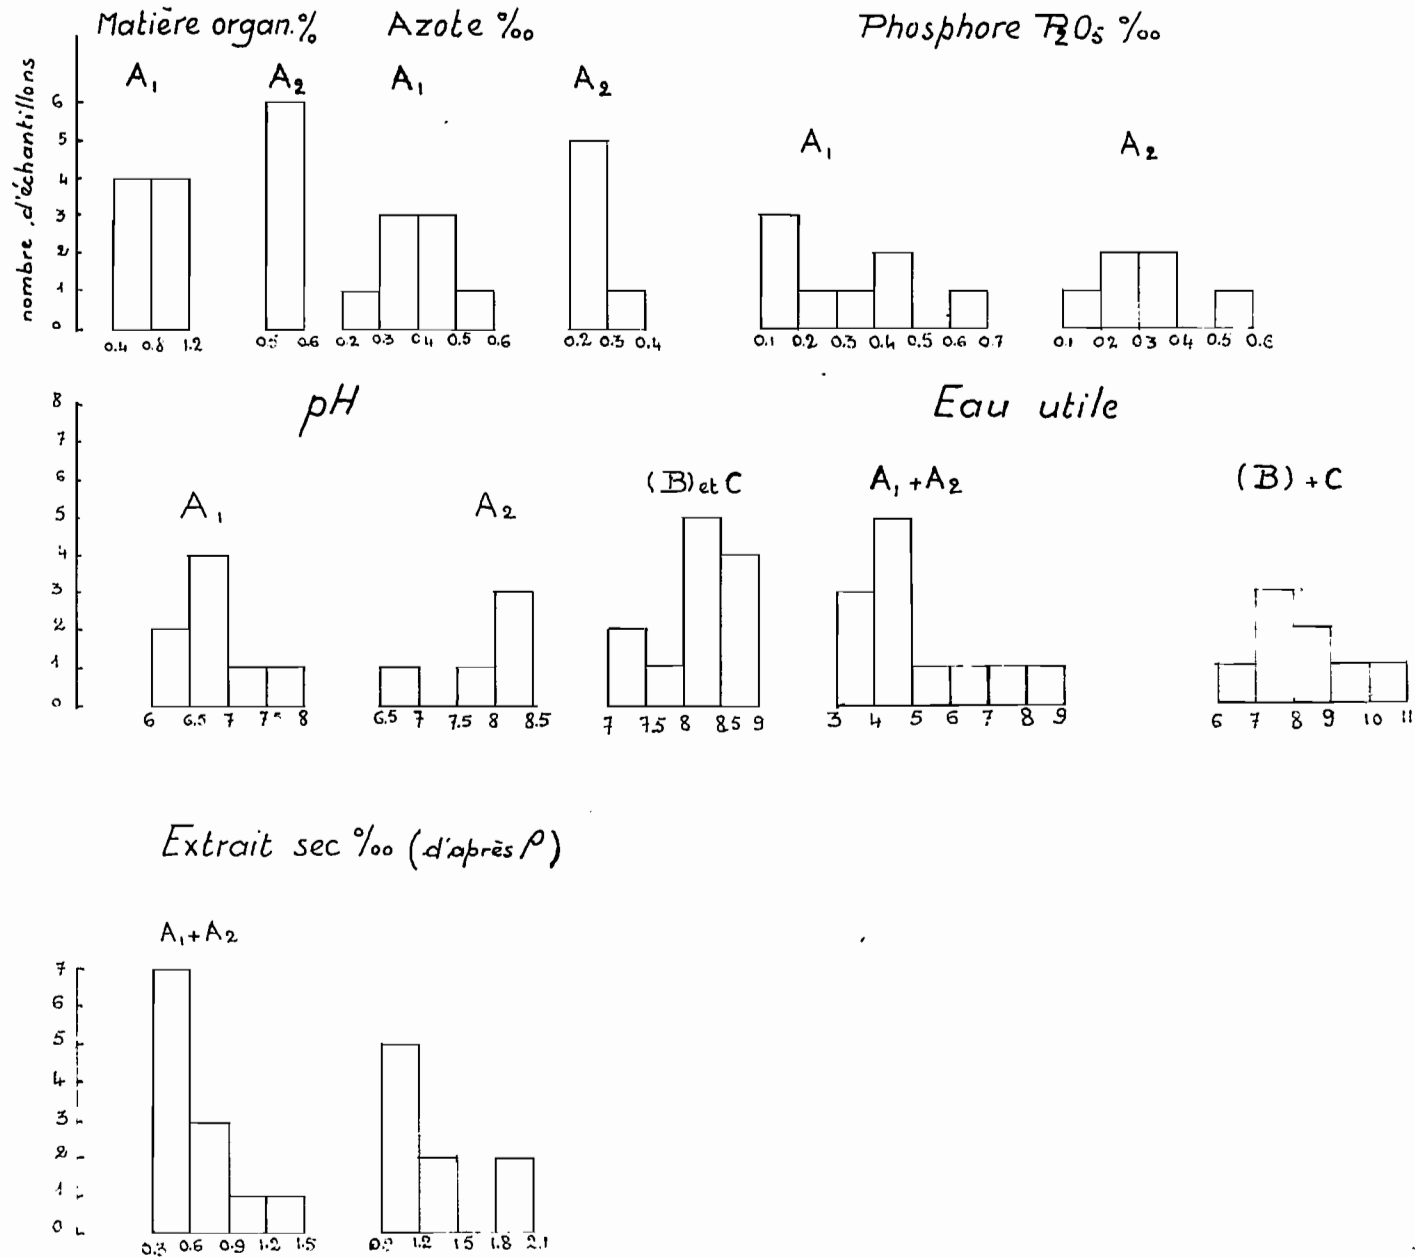 Matière organ.% Azote ‰ Phosphore P2O5 ‰
A1 A2 A1 A2
A1 A2
nombre d'échantillons
6
5
4
3
2
1
0
0.4 0.8 1.2 0.5 0.6 0.2 0.3 0.4 0.5 0.6 0.2 0.3 0.4 0.1 0.2 0.3 0.4 0.5 0.6 0.7 0.1 0.2 0.3 0.4 0.5 0.6
pH Eau utile
A1 A2 (B) et C A1 + A2 (B) + C
8
7
6
5
4
3
2
1
0
6 6.5 7 7.5 8 6.5 7 7.5 8 8.5 7 7.5 8 8.5 9 3 4 5 6 7 8 9 6 7 8 9 10 11
Extrait sec ‰ (d'après ρ)
A1 + A2
7
6
5
4
3
2
1
0
0.3 0.6 0.9 1.2 1.5 0.9 1.2 1.5 1.8 2.1